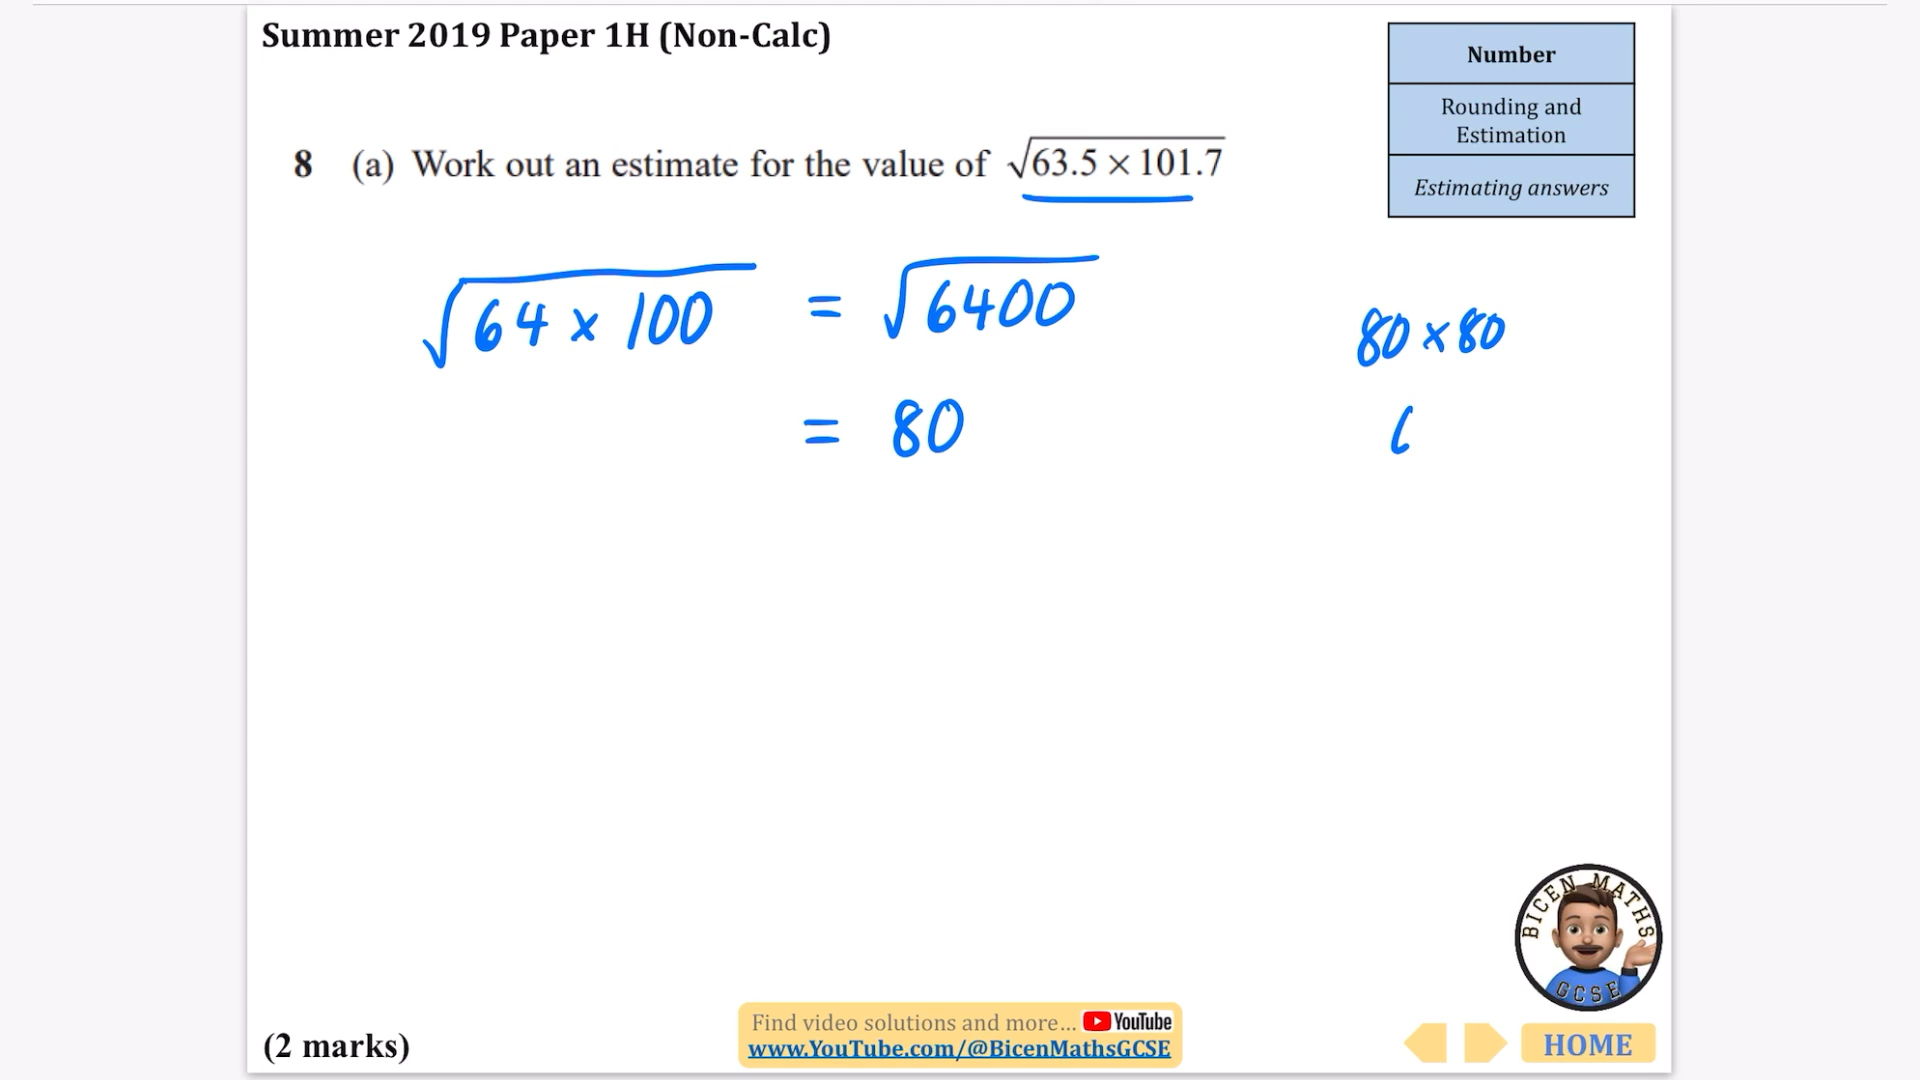 Summer 2019 Paper 1H (Non-Calc)
Number
Rounding and
Estimation
Estimating answers
8 (a) Work out an estimate for the value of √63.5 × 101.7
√64 × 100 = √6400
80 × 80
= 80
6
BICEN MATHS
GCSE
(2 marks)
Find video solutions and more... YouTube
www.YouTube.com/@BicenMathsGCSE
HOME